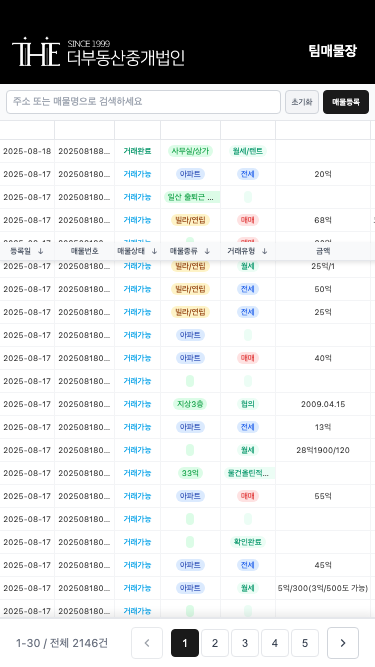 THE SINCE 1999 더부동산중개법인
팀매물장
주소 또는 매물명으로 검색하세요 초기화 매물등록
2025-08-18 202508188... 거래완료 사무실/상가 월세/렌트
2025-08-17 202508180... 거래가능 아파트 전세 20억
2025-08-17 202508180... 거래가능 일산 출퇴근 ...
2025-08-17 202508180... 거래가능 빌라/연립 매매 68억
등록일 ↓ 매물번호 매물상태 ↓ 매물종류 ↓ 거래유형 ↓ 금액
2025-08-17 202508180... 거래가능 빌라/연립 월세 25억/1
2025-08-17 202508180... 거래가능 빌라/연립 전세 50억
2025-08-17 202508180... 거래가능 빌라/연립 전세 25억
2025-08-17 202508180... 거래가능 아파트
2025-08-17 202508180... 거래가능 아파트 매매 40억
2025-08-17 202508180... 거래가능
2025-08-17 202508180... 거래가능 지상3층 협의 2009.04.15
2025-08-17 202508180... 거래가능 아파트 전세 13억
2025-08-17 202508180... 거래가능 월세 28억1900/120
2025-08-17 202508180... 거래가능 33억 물건올린적...
2025-08-17 202508180... 거래가능 아파트 매매 55억
2025-08-17 202508180... 거래가능
2025-08-17 202508180... 거래가능 확인완료
2025-08-17 202508180... 거래가능 아파트 전세 45억
2025-08-17 202508180... 거래가능 아파트 월세 5억/300(3억/500도 가능)
2025-08-17 202508180... 거래가능
1-30 / 전체 2146건 < 1 2 3 4 5 >